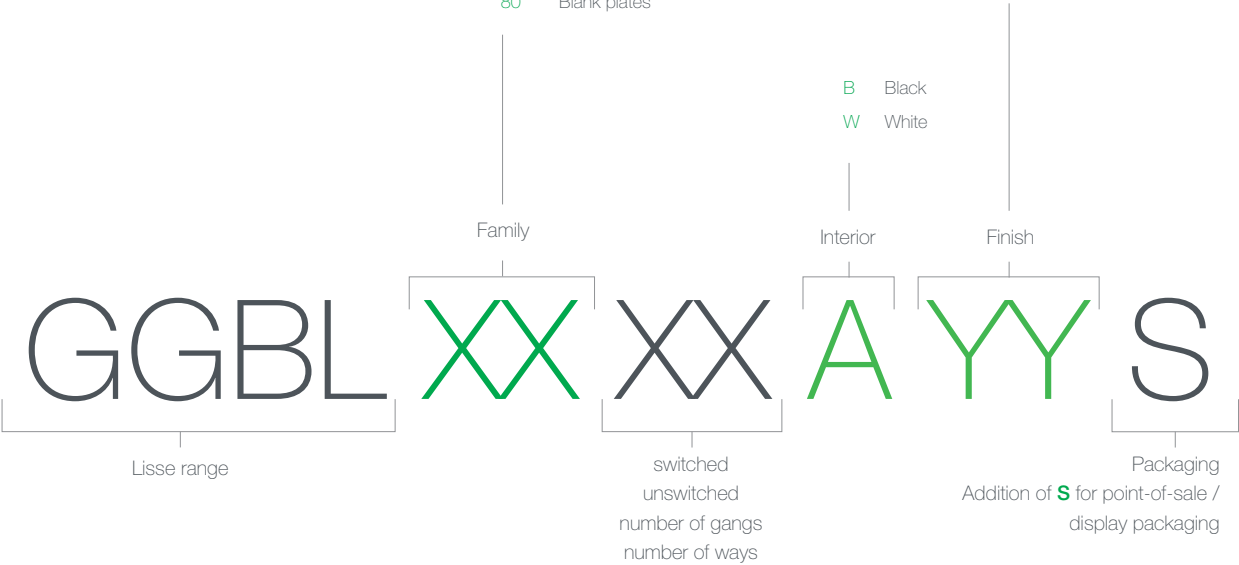 80 Blank plates
B Black
W White
Family
Interior
Finish
GGBL XX XX A YY S
Lisse range
switched
unswitched
number of gangs
number of ways
Packaging
Addition of S for point-of-sale /
display packaging